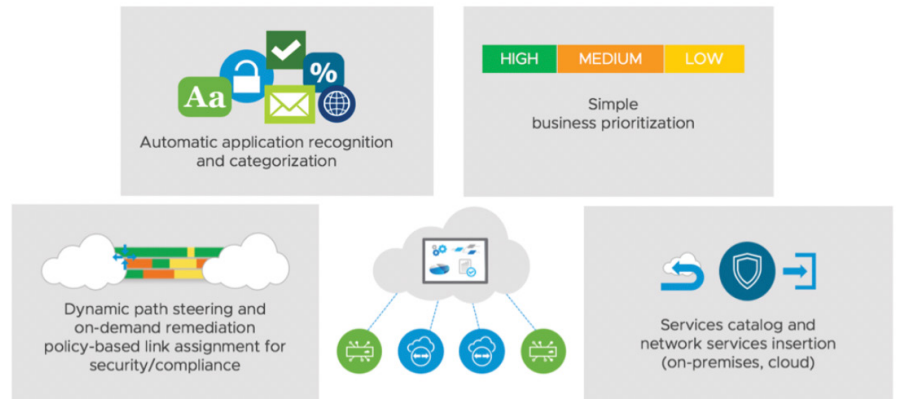 Aa
%
Automatic application recognition
and categorization
HIGH
MEDIUM
LOW
Simple
business prioritization
Dynamic path steering and
on-demand remediation
policy-based link assignment for
security/compliance
Services catalog and
network services insertion
(on-premises, cloud)